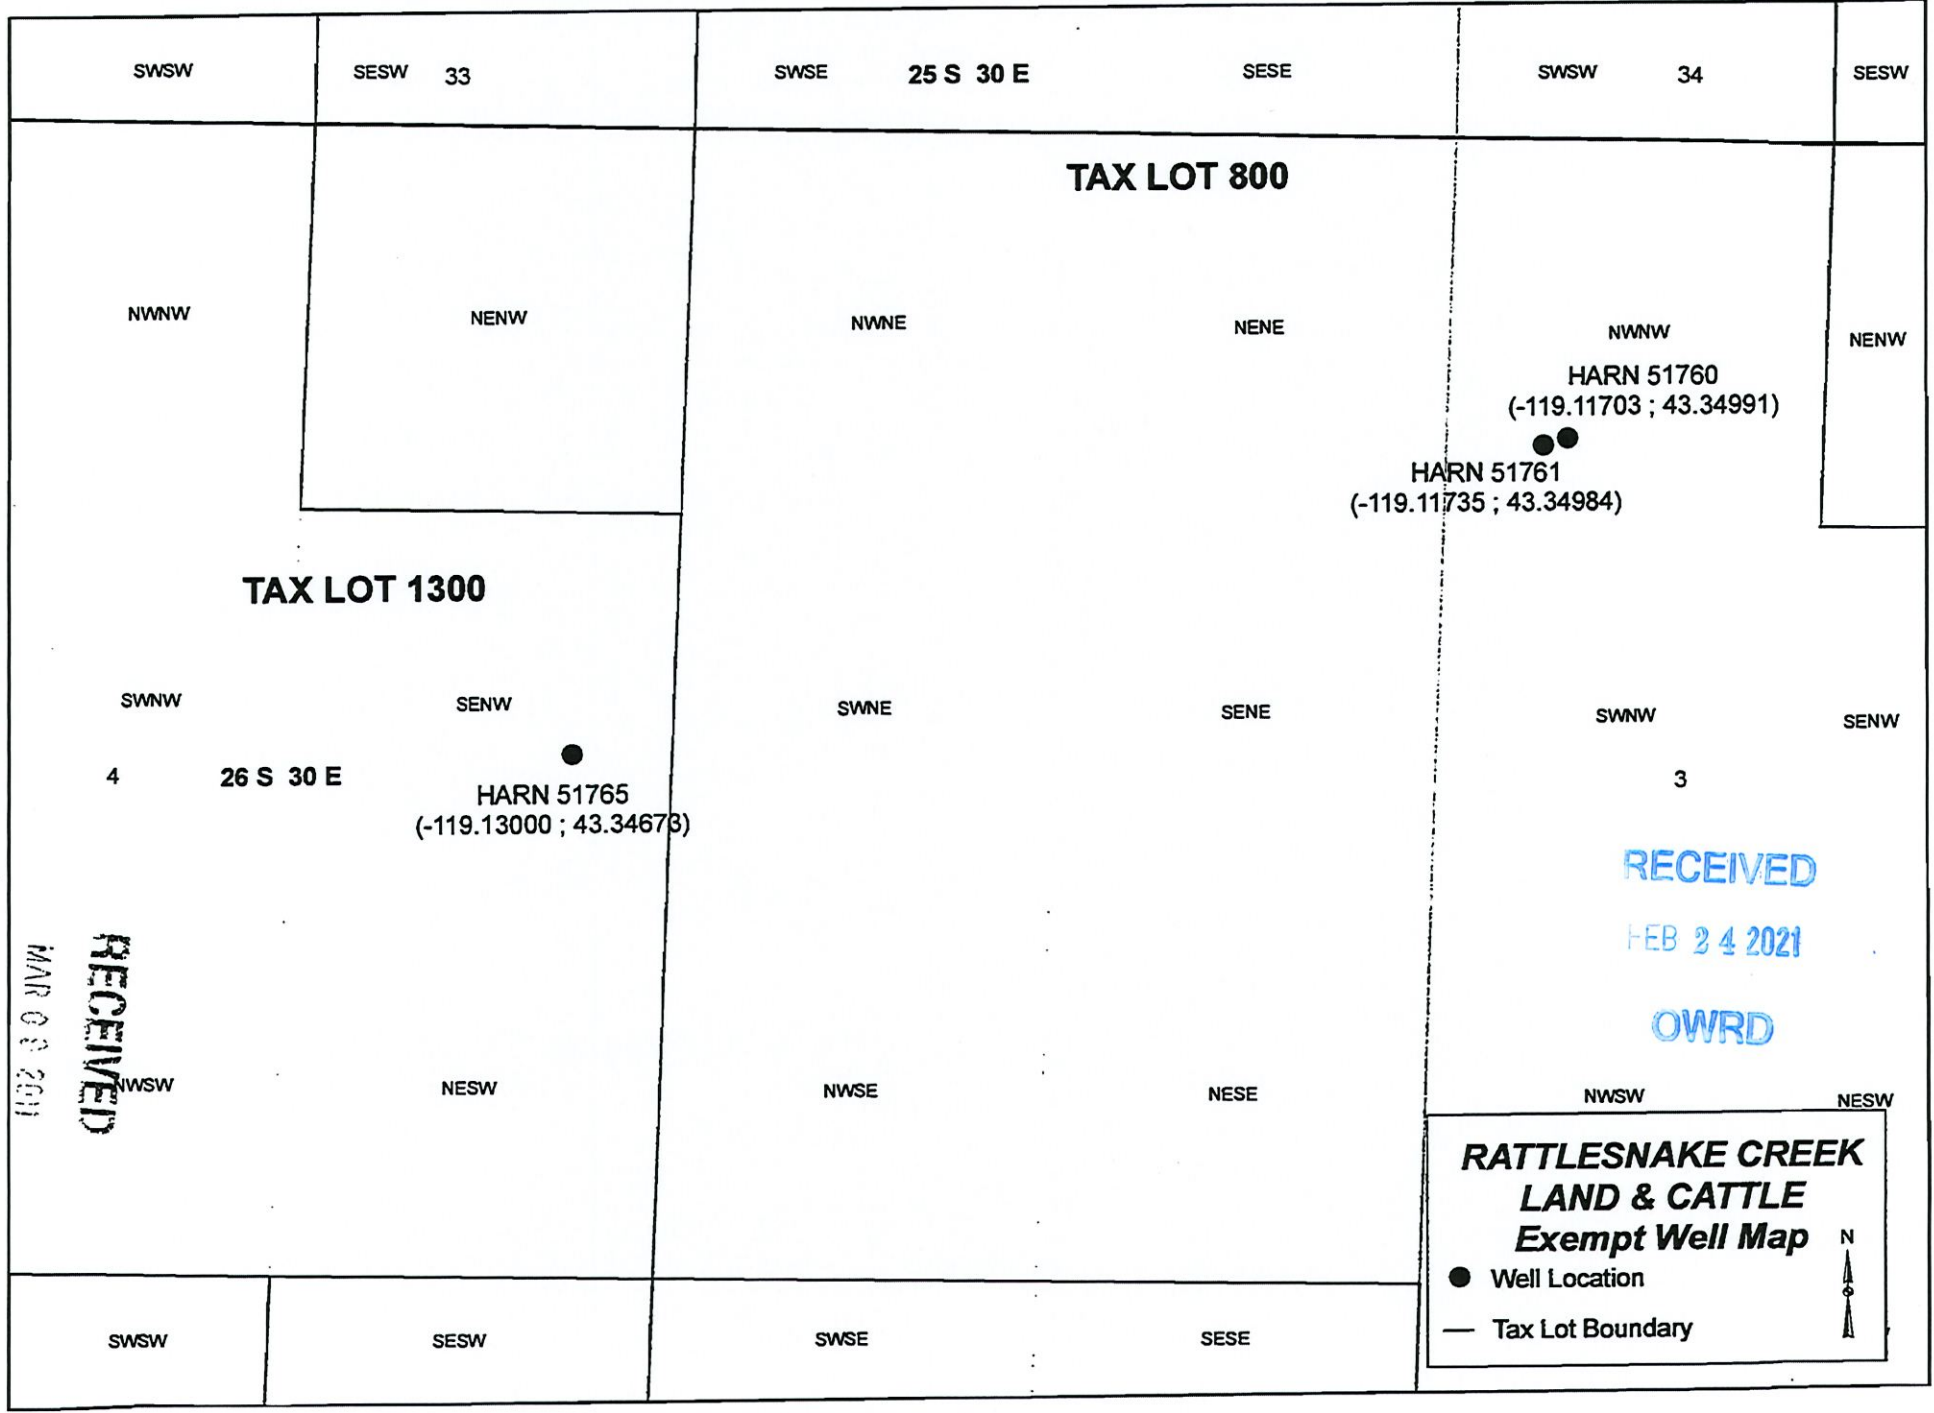 SWSW SESW 33 SWSE 25 S 30 E SESE SWSW 34 SESW
TAX LOT 800
NWNW NENW NWNE NENE NWNW NENW
HARN 51760
(-119.11703 ; 43.34991)
HARN 51761
(-119.11735 ; 43.34984)
TAX LOT 1300
SWNW SENW SWNE SENE SWNW SENW
4 26 S 30 E 3
HARN 51765
(-119.13000 ; 43.34673)
RECEIVED
FEB 24 2021
OWRD
RECEIVED
MAR
NWSW NESW NWSE NESE NWSW NESW
RATTLESNAKE CREEK
LAND & CATTLE
Exempt Well Map
N
Well Location
Tax Lot Boundary
SWSW SESW SWSE SESE